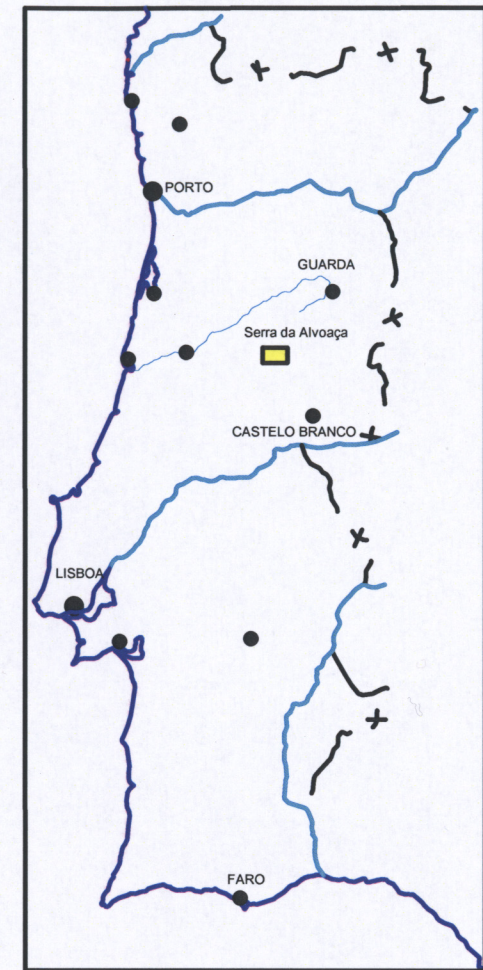 PORTO
GUARDA
Serra da Alvoaça
CASTELO BRANCO
LISBOA
FARO